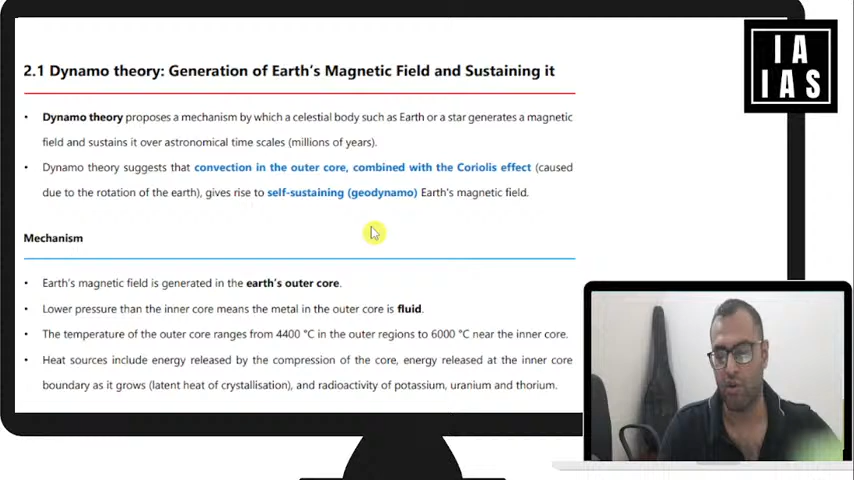 IA
IAS
2.1 Dynamo theory: Generation of Earth's Magnetic Field and Sustaining it
• Dynamo theory proposes a mechanism by which a celestial body such as Earth or a star generates a magnetic
field and sustains it over astronomical time scales (millions of years).
• Dynamo theory suggests that convection in the outer core, combined with the Coriolis effect (caused
due to the rotation of the earth), gives rise to self-sustaining (geodynamo) Earth's magnetic field.
Mechanism
• Earth's magnetic field is generated in the earth's outer core.
• Lower pressure than the inner core means the metal in the outer core is fluid.
• The temperature of the outer core ranges from 4400 °C in the outer regions to 6000 °C near the inner core.
• Heat sources include energy released by the compression of the core, energy released at the inner core
boundary as it grows (latent heat of crystallisation), and radioactivity of potassium, uranium and thorium.